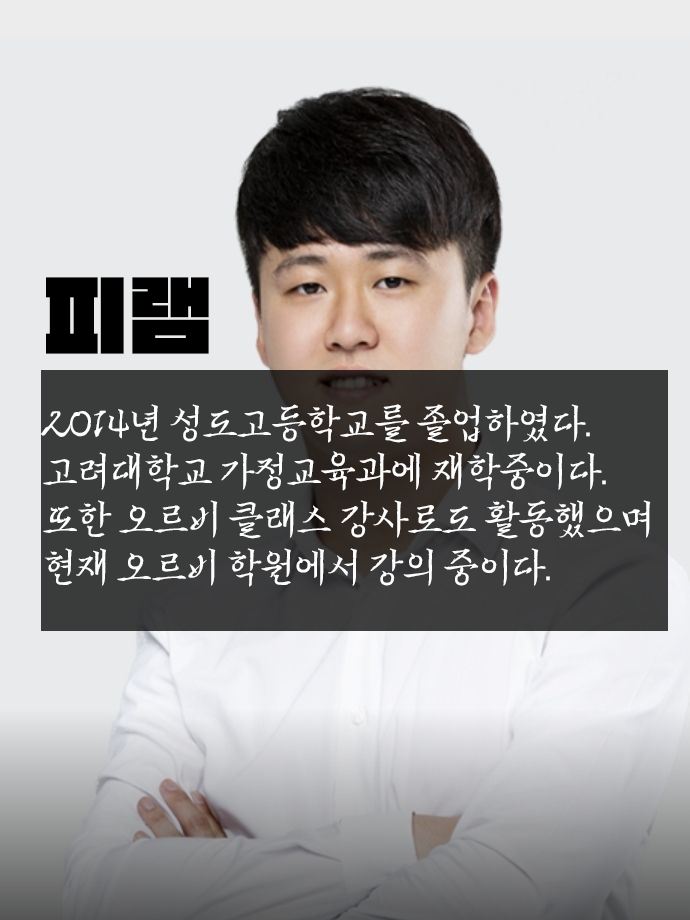 피램
2014년 성도고등학교를 졸업하였다.
고려대학교 가정교육과에 재학중이다.
또한 오르비 클래스 강사로도 활동했으며
현재 오르비 학원에서 강의 중이다.